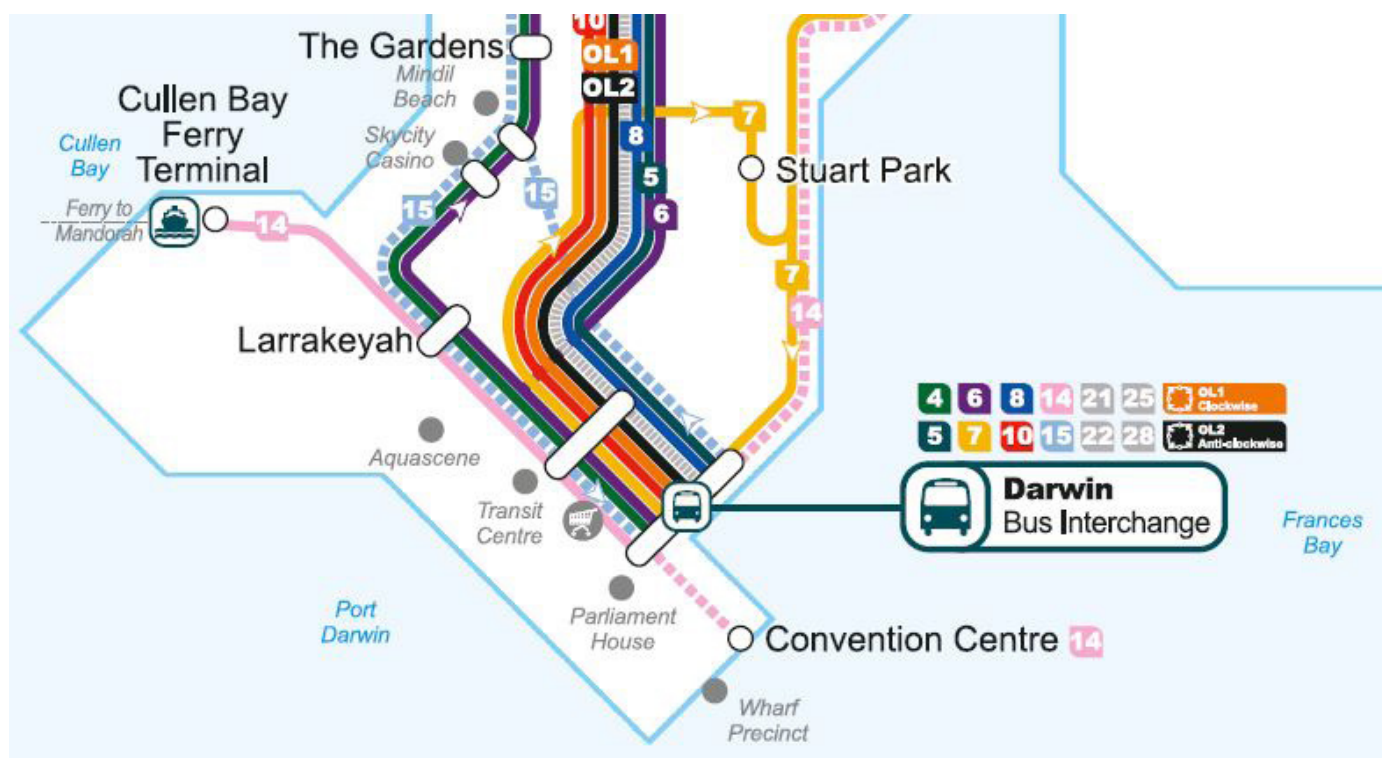 10
OL1
OL2
The Gardens
Mindil
Beach
Cullen Bay
Ferry
Terminal
Cullen
Bay
Skycity
Casino
7
8
5
6
Stuart Park
15
15
Ferry to
Mandorah
14
7
14
Larrakeyah
4 6 8 14 21 25 OL1
Clockwise
5 7 10 15 22 28 OL2
Anti-clockwise
Aquascene
Transit
Centre
Darwin
Bus Interchange
Frances
Bay
Port
Darwin
Parliament
House
Convention Centre 14
Wharf
Precinct